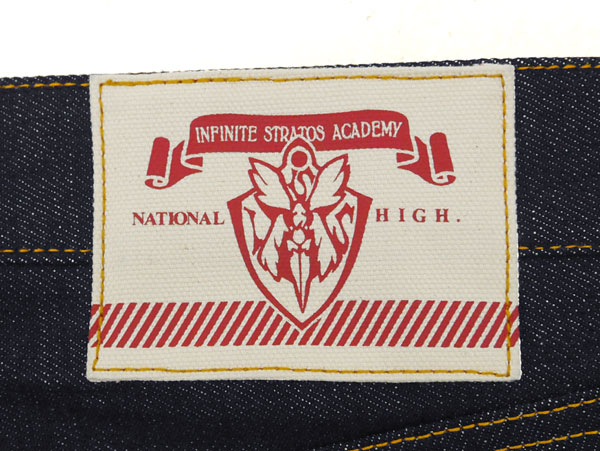 INFINITE STRATOS ACADEMY
NATIONAL HIGH.